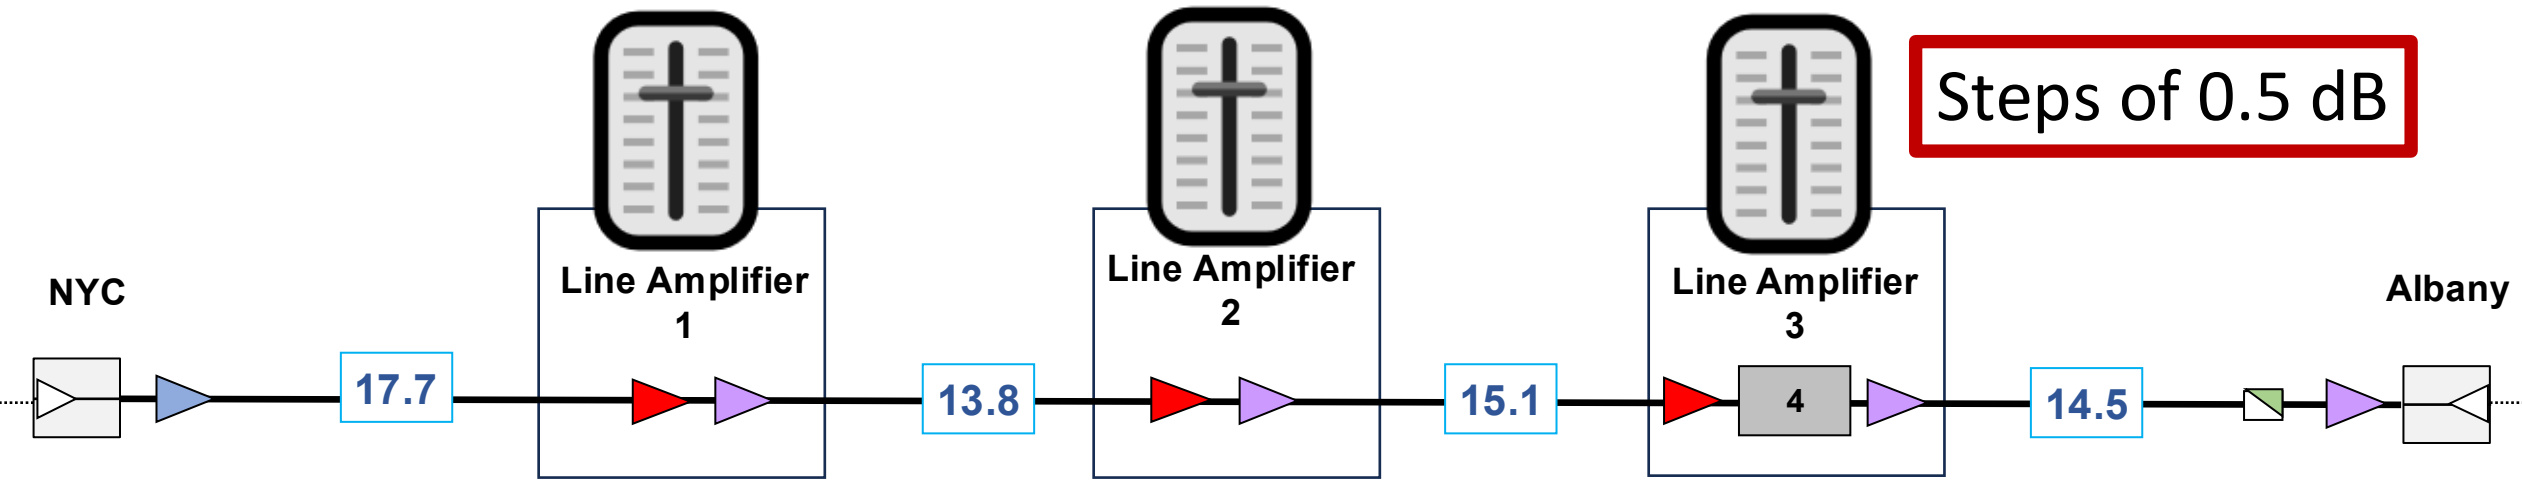 Steps of 0.5 dB
NYC
Line Amplifier
1
Line Amplifier
2
Line Amplifier
3
Albany
17.7
13.8
15.1
4
14.5